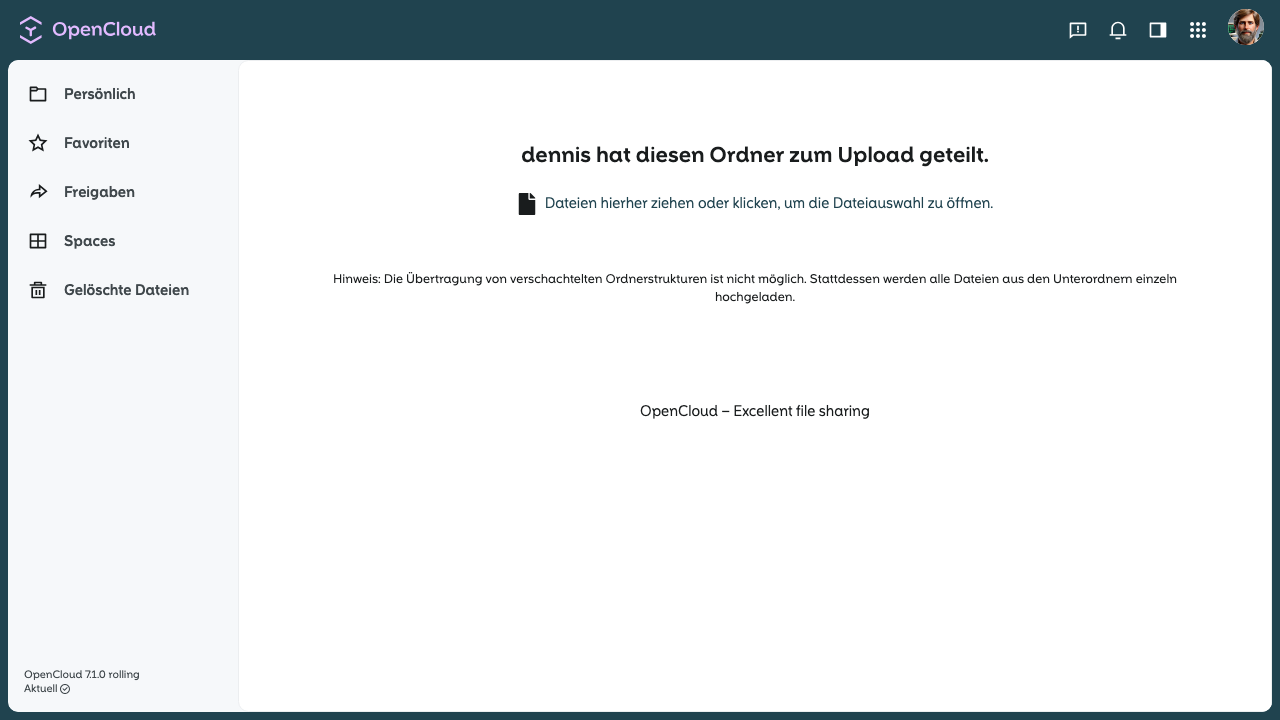 OpenCloud
Persönlich
Favoriten
Freigaben
Spaces
Gelöschte Dateien
dennis hat diesen Ordner zum Upload geteilt.
Dateien hierher ziehen oder klicken, um die Dateiauswahl zu öffnen.
Hinweis: Die Übertragung von verschachtelten Ordnerstrukturen ist nicht möglich. Stattdessen werden alle Dateien aus den Unterordnern einzeln
hochgeladen.
OpenCloud – Excellent file sharing
OpenCloud 7.1.0 rolling
Aktuell